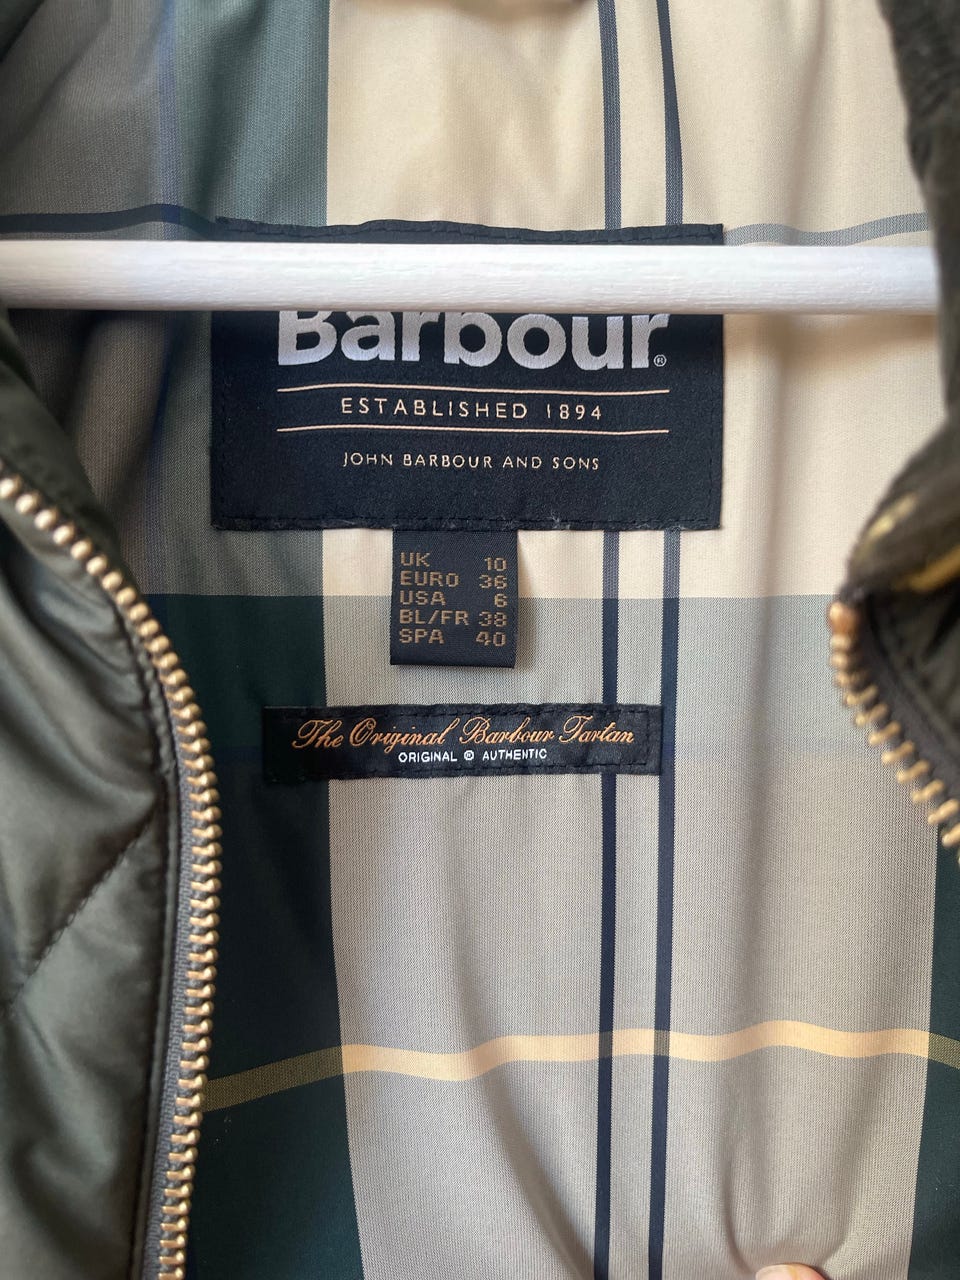 Barbour®
ESTABLISHED 1894
JOHN BARBOUR AND SONS
UK 10
EURO 36
USA 6
BL/FR 38
SPA 40
The Original Barbour Tartan
ORIGINAL ® AUTHENTIC